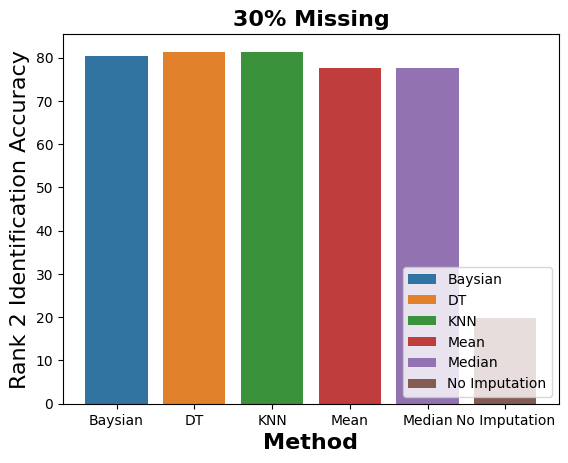 30% Missing
Rank 2 Identification Accuracy
80
70
60
50
40
30
20
10
0
Baysian
DT
KNN
Mean
Median
No Imputation
Baysian DT KNN Mean Median No Imputation
Method